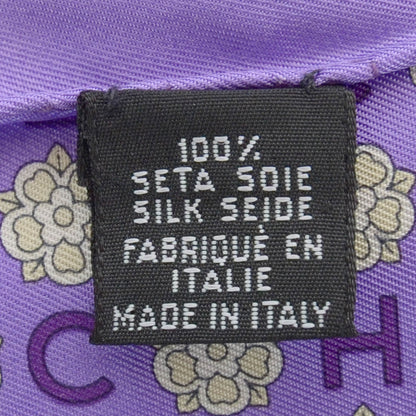 100%
SETA SOIE
SILK SEIDE
FABRIQUÉ EN
ITALIE
MADE IN ITALY
C H